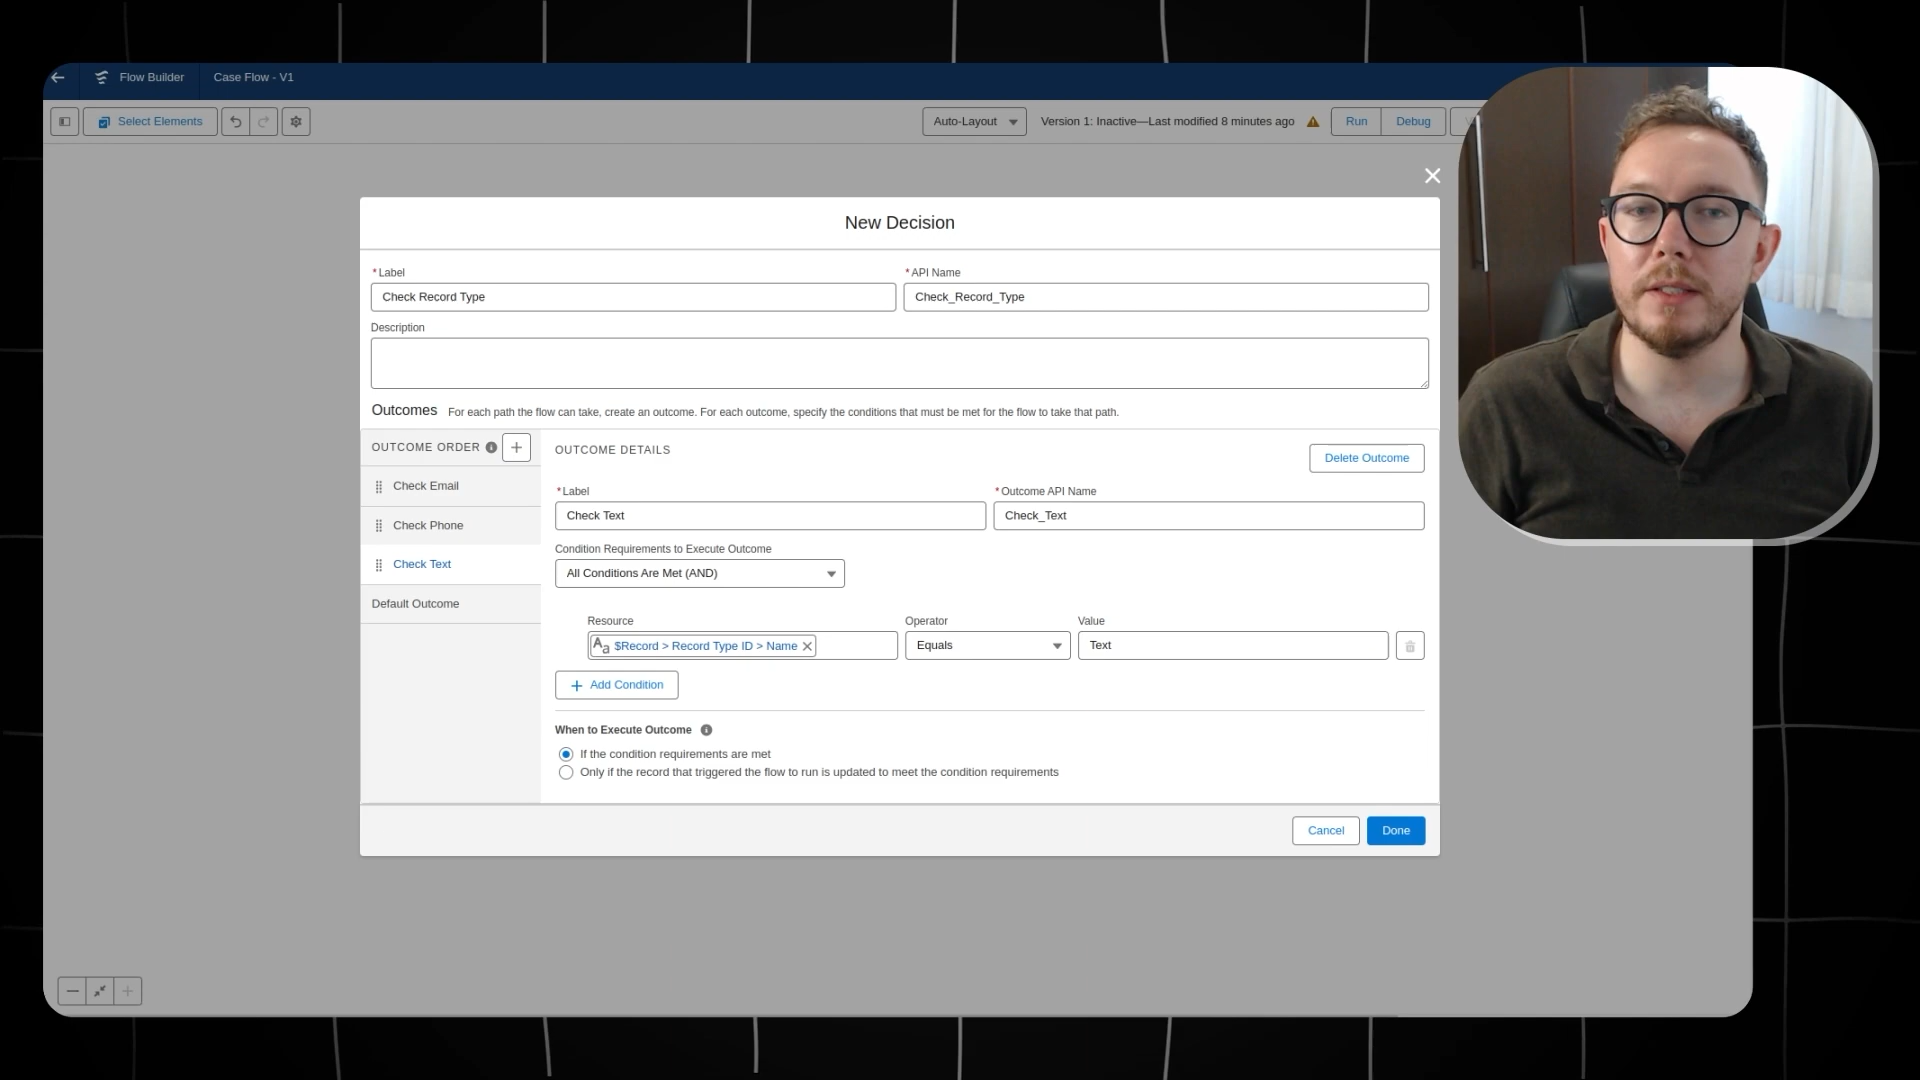 Flow Builder
Case Flow - V1
Select Elements
Auto-Layout
Version 1: Inactive—Last modified 8 minutes ago
Run
Debug
New Decision
*Label
Check Record Type
*API Name
Check_Record_Type
Description
Outcomes
For each path the flow can take, create an outcome. For each outcome, specify the conditions that must be met for the flow to take that path.
OUTCOME ORDER
Check Email
Check Phone
Check Text
Default Outcome
OUTCOME DETAILS
Delete Outcome
*Label
Check Text
*Outcome API Name
Check_Text
Condition Requirements to Execute Outcome
All Conditions Are Met (AND)
Resource
Aa $Record > Record Type ID > Name
Operator
Equals
Value
Text
Add Condition
When to Execute Outcome
If the condition requirements are met
Only if the record that triggered the flow to run is updated to meet the condition requirements
Cancel
Done